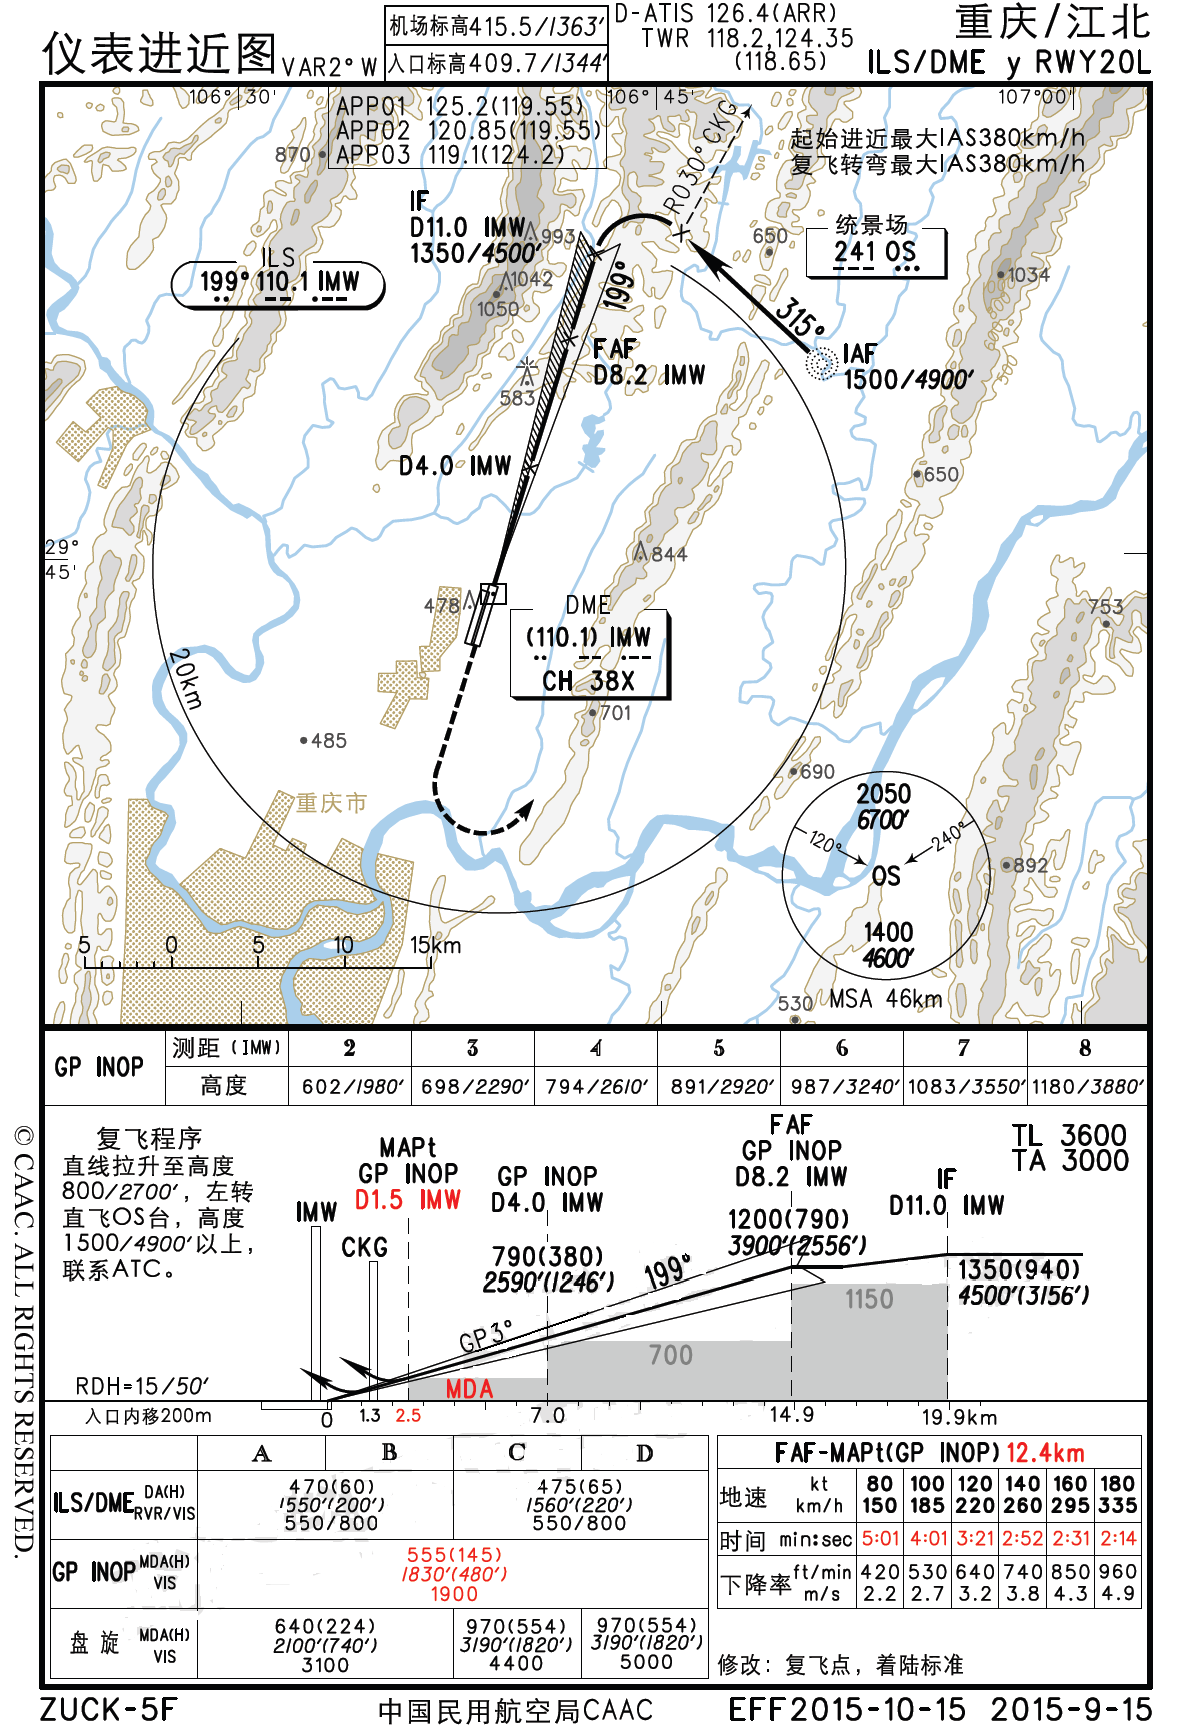 仪表进近图
VAR2° W
机场标高415.5/1363′
入口标高409.7/1344′
D-ATIS 126.4(ARR)
TWR 118.2,124.35
(118.65)
重庆/江北
ILS/DME y RWY20L
106° 30'
106° 45'
107°00'
APP01 125.2(119.55)
APP02 120.85(119.55)
APP03 119.1(124.2)
起始进近最大IAS380km/h
复飞转弯最大IAS380km/h
870
R030° CKG
IF
D11.0 IMW
1350/4500′
993
1042
1050
ILS
199° 110.1 IMW
199°
650
统景场
241 OS
1034
315°
IAF
1500/4900′
FAF
D8.2 IMW
583
500
D4.0 IMW
650
29°
45'
844
478
DME
(110.1) IMW
CH 38X
753
20km
701
485
690
重庆市
2050
6700′
120°
240°
OS
1400
4600′
MSA 46km
892
530
5 0 5 10 15km
GP INOP
测距 (IMW) 2 3 4 5 6 7 8
高度 602/1980′ 698/2290′ 794/2610′ 891/2920′ 987/3240′ 1083/3550′ 1180/3880′
复飞程序
直线拉升至高度
800/2700′, 左转
直飞OS台, 高度
1500/4900′以上,
联系ATC。
TL 3600
TA 3000
IMW
CKG
MAPt
GP INOP
D1.5 IMW
GP INOP
D4.0 IMW
790(380)
2590′(1246′)
FAF
GP INOP
D8.2 IMW
1200(790)
3900′(2556′)
IF
D11.0 IMW
1350(940)
4500′(3156′)
199°
GP3°
1150
700
MDA
RDH=15/50′
入口内移200m
0 1.3 2.5 7.0 14.9 19.9km
A B C D
ILS/DME DA(H) RVR/VIS
470(60)
1550′(200′)
550/800
475(65)
1560′(220′)
550/800
GP INOP MDA(H) VIS
555(145)
1830′(480′)
1900
盘旋 MDA(H) VIS
640(224)
2100′(740′)
3100
970(554)
3190′(1820′)
4400
970(554)
3190′(1820′)
5000
FAF-MAPt(GP INOP) 12.4km
地速 kt 80 100 120 140 160 180
km/h 150 185 220 260 295 335
时间 min:sec 5:01 4:01 3:21 2:52 2:31 2:14
下降率 ft/min 420 530 640 740 850 960
m/s 2.2 2.7 3.2 3.8 4.3 4.9
修改: 复飞点, 着陆标准
© CAAC. ALL RIGHTS RESERVED.
ZUCK-5F
中国民用航空局CAAC
EFF2015-10-15 2015-9-15